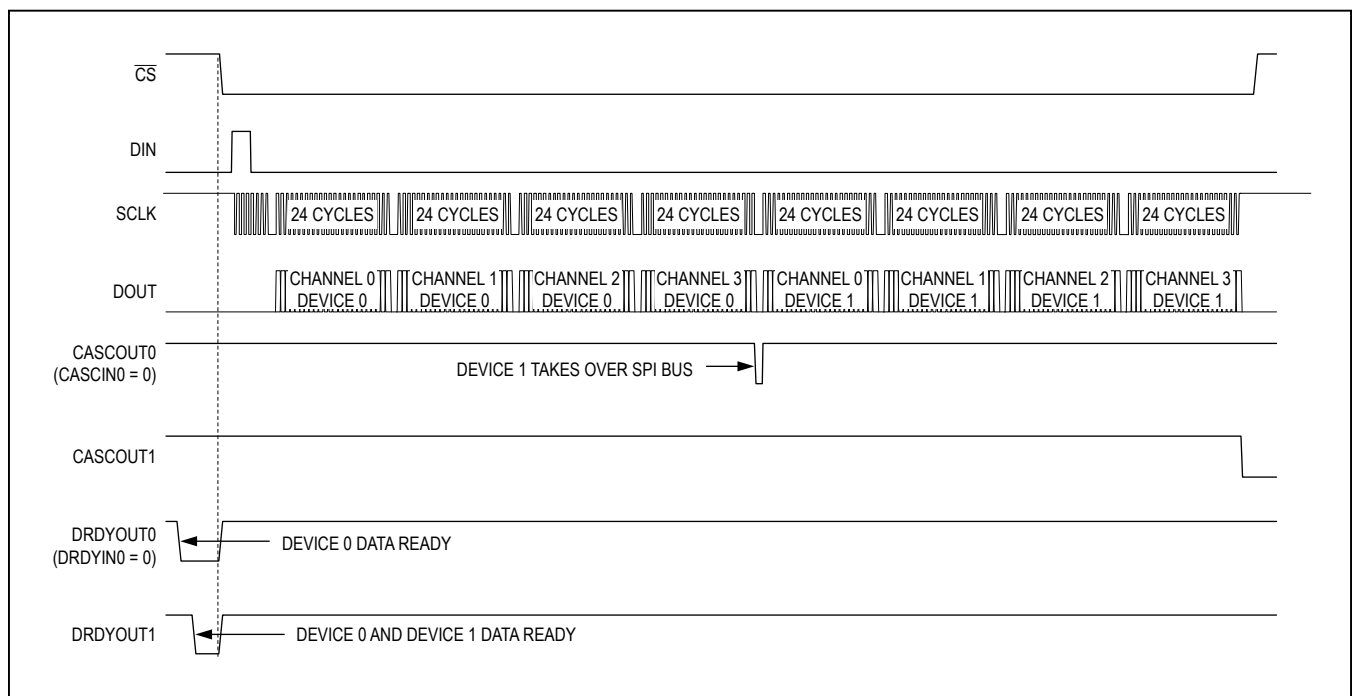 CS
DIN
SCLK
24 CYCLES 24 CYCLES 24 CYCLES 24 CYCLES 24 CYCLES 24 CYCLES 24 CYCLES 24 CYCLES
DOUT
CHANNEL 0 CHANNEL 1 CHANNEL 2 CHANNEL 3 CHANNEL 0 CHANNEL 1 CHANNEL 2 CHANNEL 3
DEVICE 0 DEVICE 0 DEVICE 0 DEVICE 0 DEVICE 1 DEVICE 1 DEVICE 1 DEVICE 1
CASCOUT0
(CASCIN0 = 0)
DEVICE 1 TAKES OVER SPI BUS
CASCOUT1
DRDYOUT0
(DRDYIN0 = 0)
DEVICE 0 DATA READY
DRDYOUT1
DEVICE 0 AND DEVICE 1 DATA READY